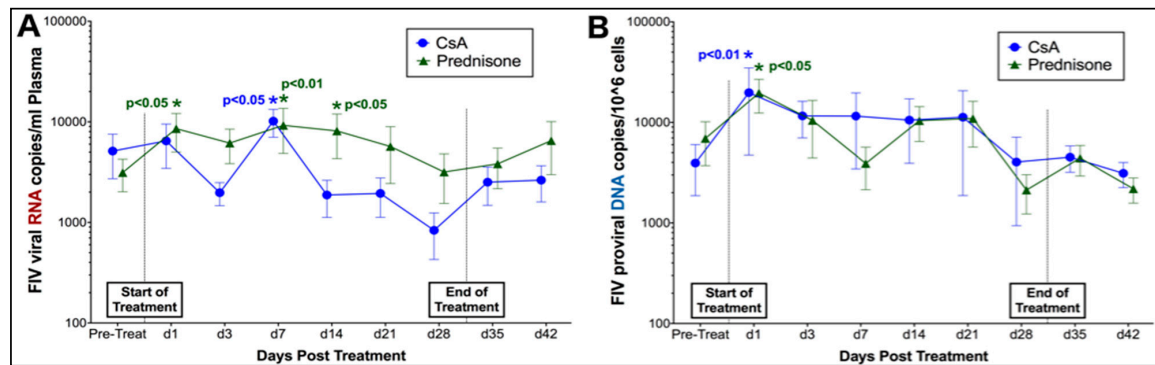 A
FIV viral RNA copies/ml Plasma
100000
10000
1000
100
CsA
Prednisone
p<0.05 *
p<0.05 *
p<0.01
*
* p<0.05
Start of
Treatment
End of
Treatment
Pre-Treat d1 d3 d7 d14 d21 d28 d35 d42
Days Post Treatment
B
FIV proviral DNA copies/10^6 cells
100000
10000
1000
100
CsA
Prednisone
p<0.01 *
* p<0.05
Start of
Treatment
End of
Treatment
Pre-Treat d1 d3 d7 d14 d21 d28 d35 d42
Days Post Treatment